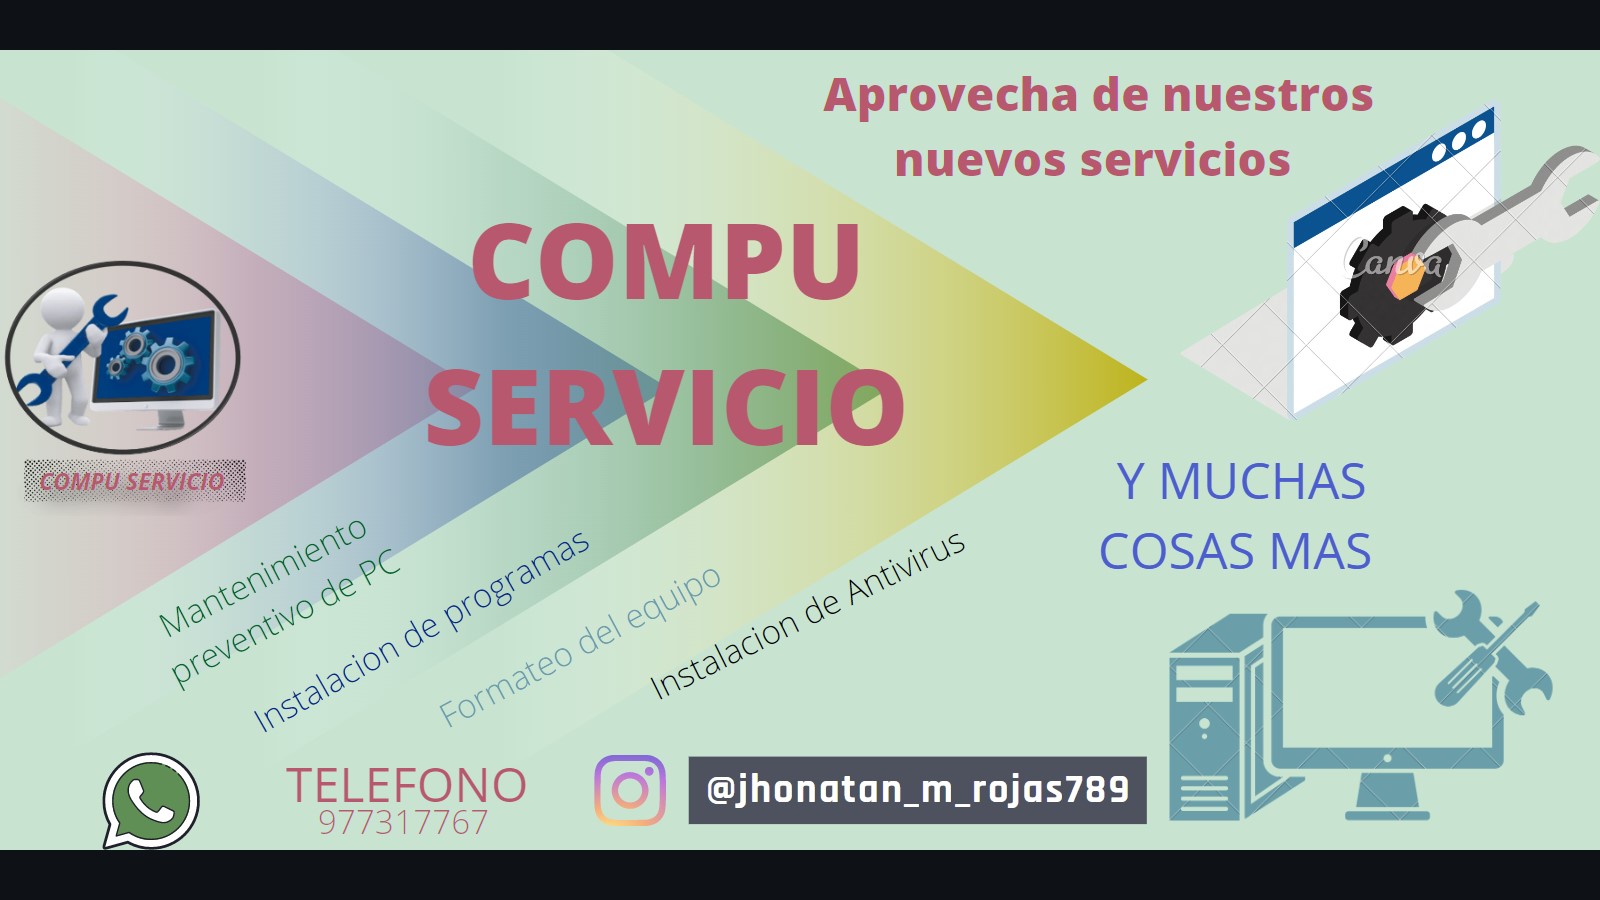 Aprovecha de nuestros
nuevos servicios
COMPU
SERVICIO
Canva
COMPU SERVICIO
Y MUCHAS
COSAS MAS
Mantenimiento
preventivo de PC
Instalacion de programas
Formateo del equipo
Instalacion de Antivirus
TELEFONO
977317767
@jhonatan_m_rojas789